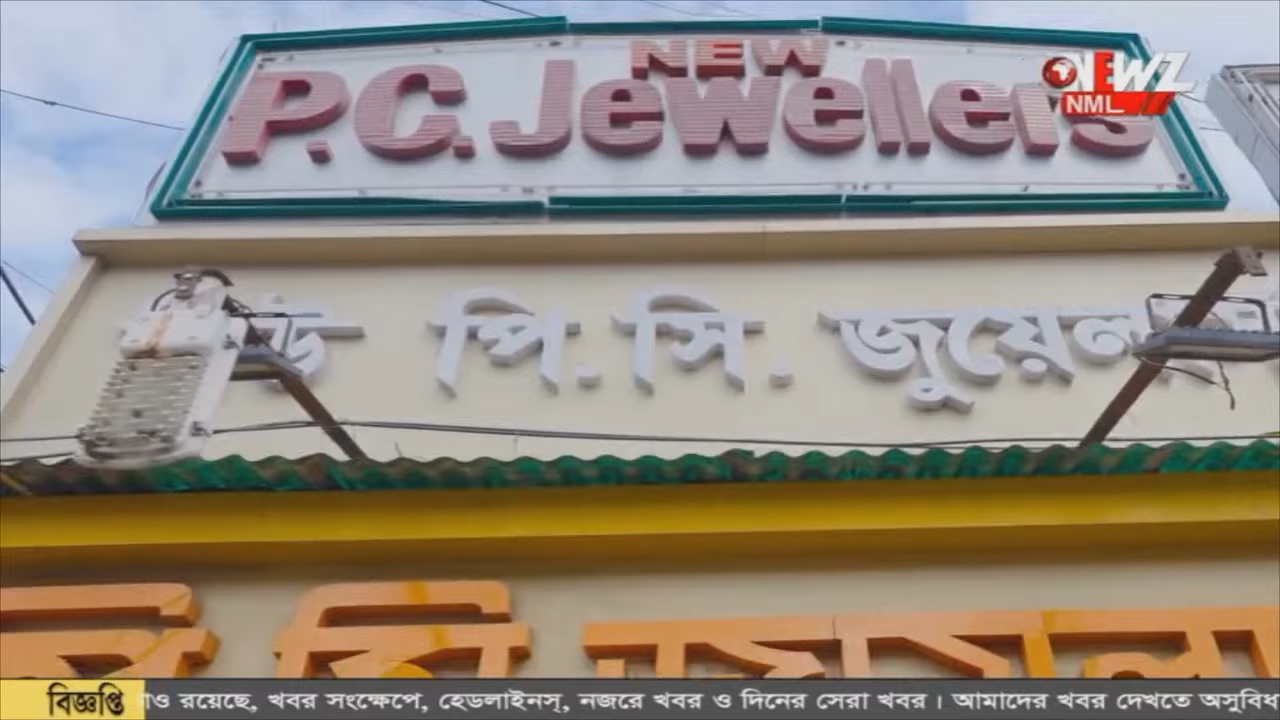 NEW
P.C. Jewellers
NEWZ
NML
পি. সি. জুয়েল
বিজ্ঞপ্তি
ও রয়েছে, খবর সংক্ষেপে, হেডলাইনস্, নজরে খবর ও দিনের সেরা খবর । আমাদের খবর দেখতে অসুবিধ